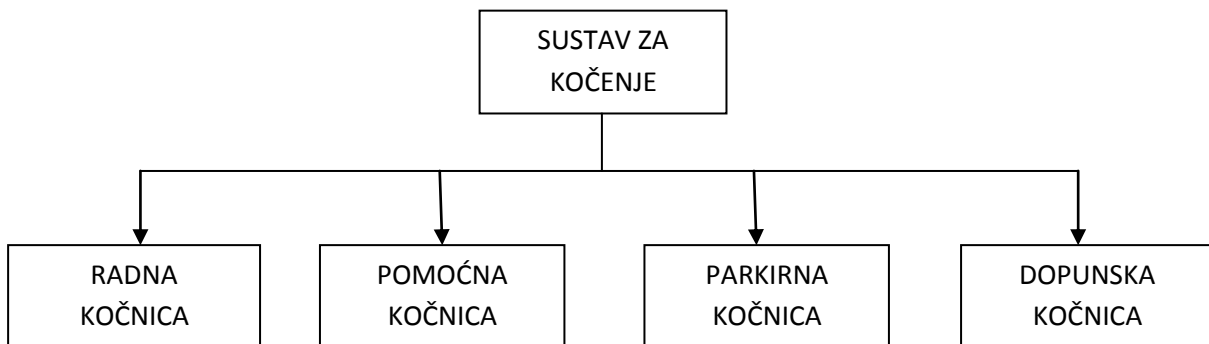 SUSTAV ZA
KOČENJE
RADNA
KOČNICA
POMOĆNA
KOČNICA
PARKIRNA
KOČNICA
DOPUNSKA
KOČNICA